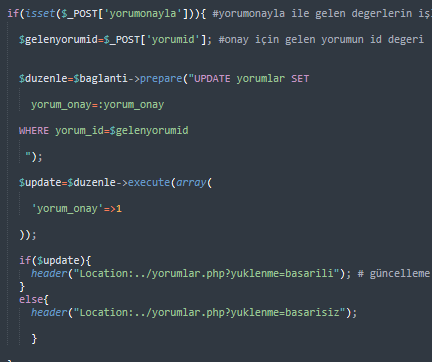 if(isset($_POST['yorumonayla'])){ #yorumonayla ile gelen degerlerin
$gelenyorumid=$_POST['yorumid']; #onay için gelen yorumun id degeri
$duzenle=$baglanti->prepare("UPDATE yorumlar SET
yorum_onay=:yorum_onay
WHERE yorum_id=$gelenyorumid
");
$update=$duzenle->execute(array(
'yorum_onay'=>1
));
if($update){
header("Location:../yorumlar.php?yuklenme=basarili"); # güncelleme
}
else{
header("Location:../yorumlar.php?yuklenme=basarisiz");
}